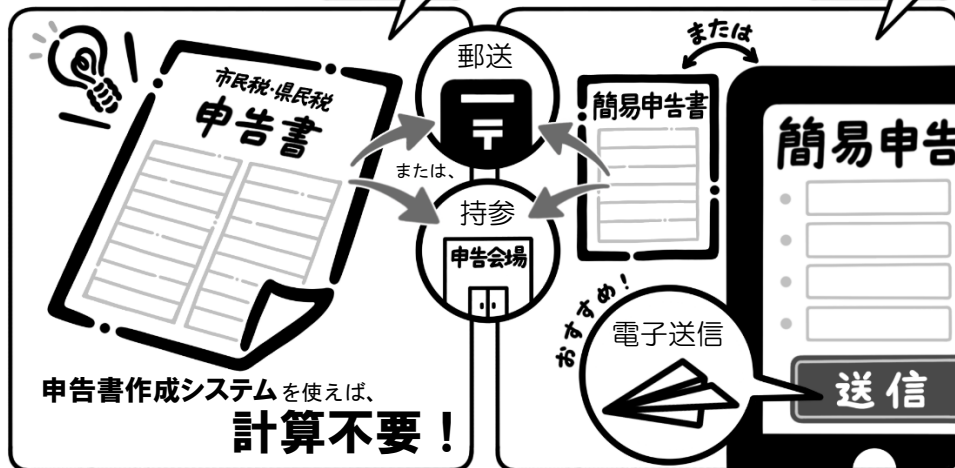 市民税・県民税
申告書
申告書作成システムを使えば、
計算不要！
郵送
〒
または、
持参
申告会場
または
簡易申告書
おすすめ！
電子送信
簡易申告
送信